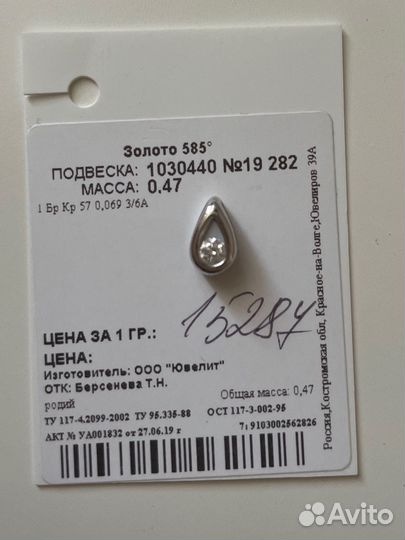 Золото 585°
ПОДВЕСКА: 1030440 №19 282
МАССА: 0,47
1 Бр Кр 57 0,069 3/6А
15287
ЦЕНА ЗА 1 ГР.:
ЦЕНА:
Изготовитель: ООО "Ювелит"
ОТК: Берсенева Т.Н.
Общая масса: 0,47
родий
ТУ 117-4.2099-2002 ТУ 95.335-88 ОСТ 117-3-002-95
АКТ № УА001832 от 27.06.19 г 7: 9103002562826
Россия,Костромская обл, Красное-на-Волге,Ювелиров 39А
Avito